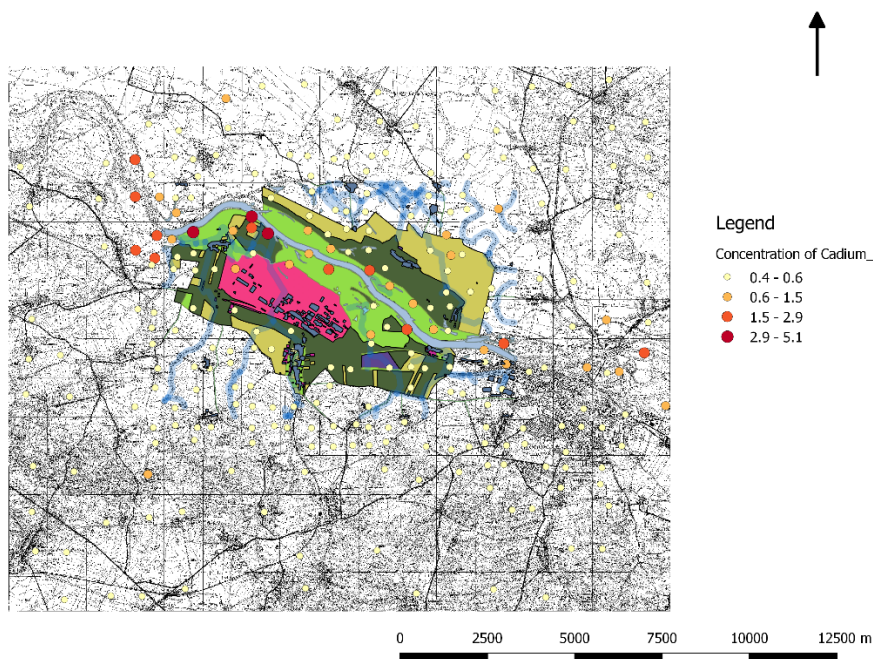 Legend
Concentration of Cadium_
0.4 - 0.6
0.6 - 1.5
1.5 - 2.9
2.9 - 5.1
0 2500 5000 7500 10000 12500 m